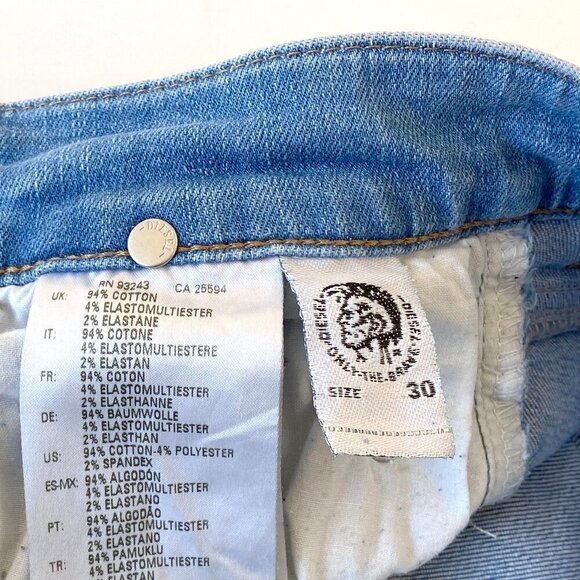 DIESEL
RN 93243 CA 25594
UK: 94% COTTON
4% ELASTOMULTIESTER
2% ELASTANE
IT: 94% COTONE
4% ELASTOMULTIESTERE
2% ELASTAN
FR: 94% COTON
4% ELASTOMULTIESTER
2% ELASTHANNE
DE: 94% BAUMWOLLE
4% ELASTOMULTIESTER
2% ELASTHAN
US: 94% COTTON-4% POLYESTER
2% SPANDEX
ES-MX: 94% ALGODÓN
4% ELASTOMULTIESTER
2% ELASTANO
PT: 94% ALGODÃO
4% ELASTOMULTIESTER
2% ELASTANO
TR: 94% PAMUKLU
4% ELASTOMULTIESTER
2% ELASTAN
DIESEL DIESEL
ONLY-THE-BRAVE
SIZE 30